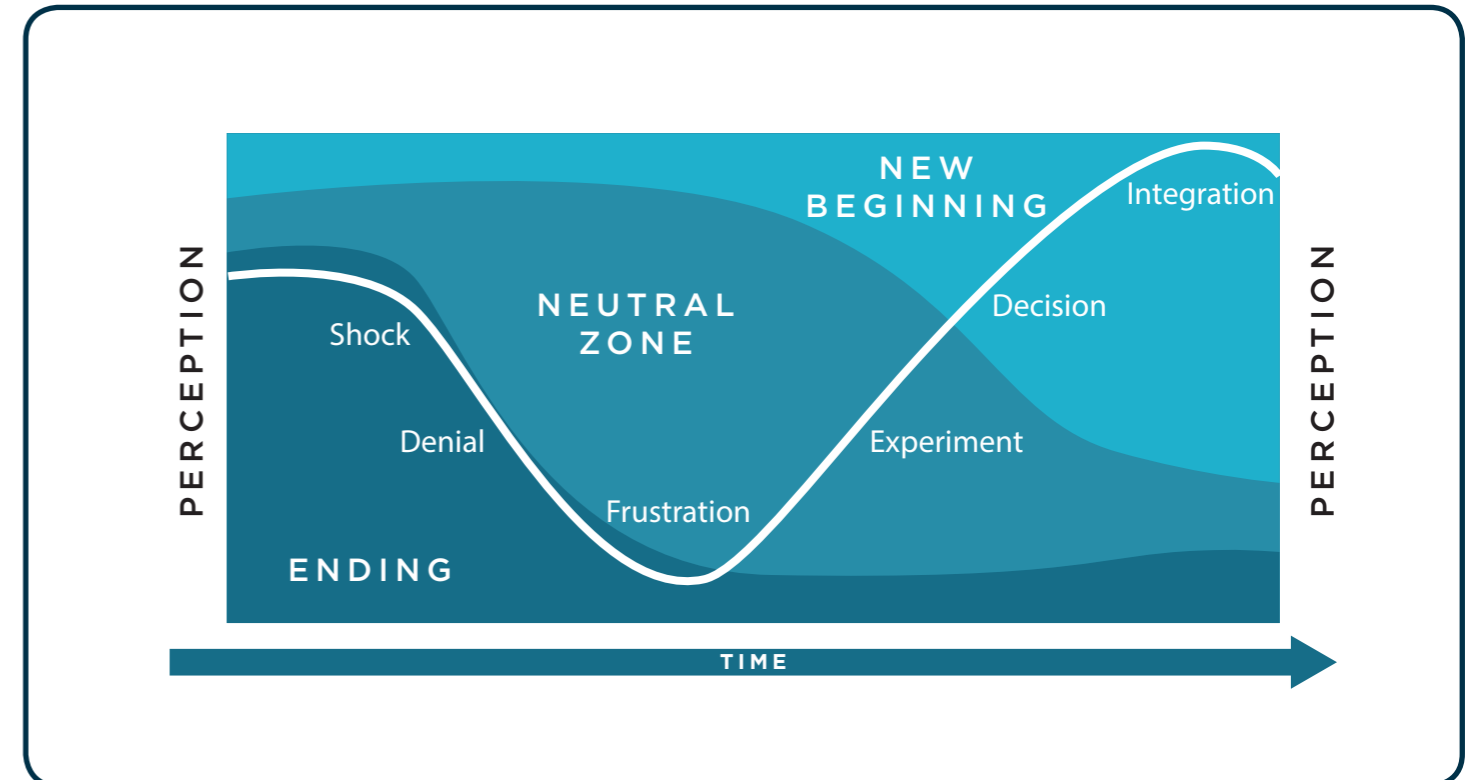 NEW
BEGINNING
Integration
PERCEPTION
NEUTRAL
ZONE
Decision
PERCEPTION
Shock
Denial
Experiment
Frustration
ENDING
TIME